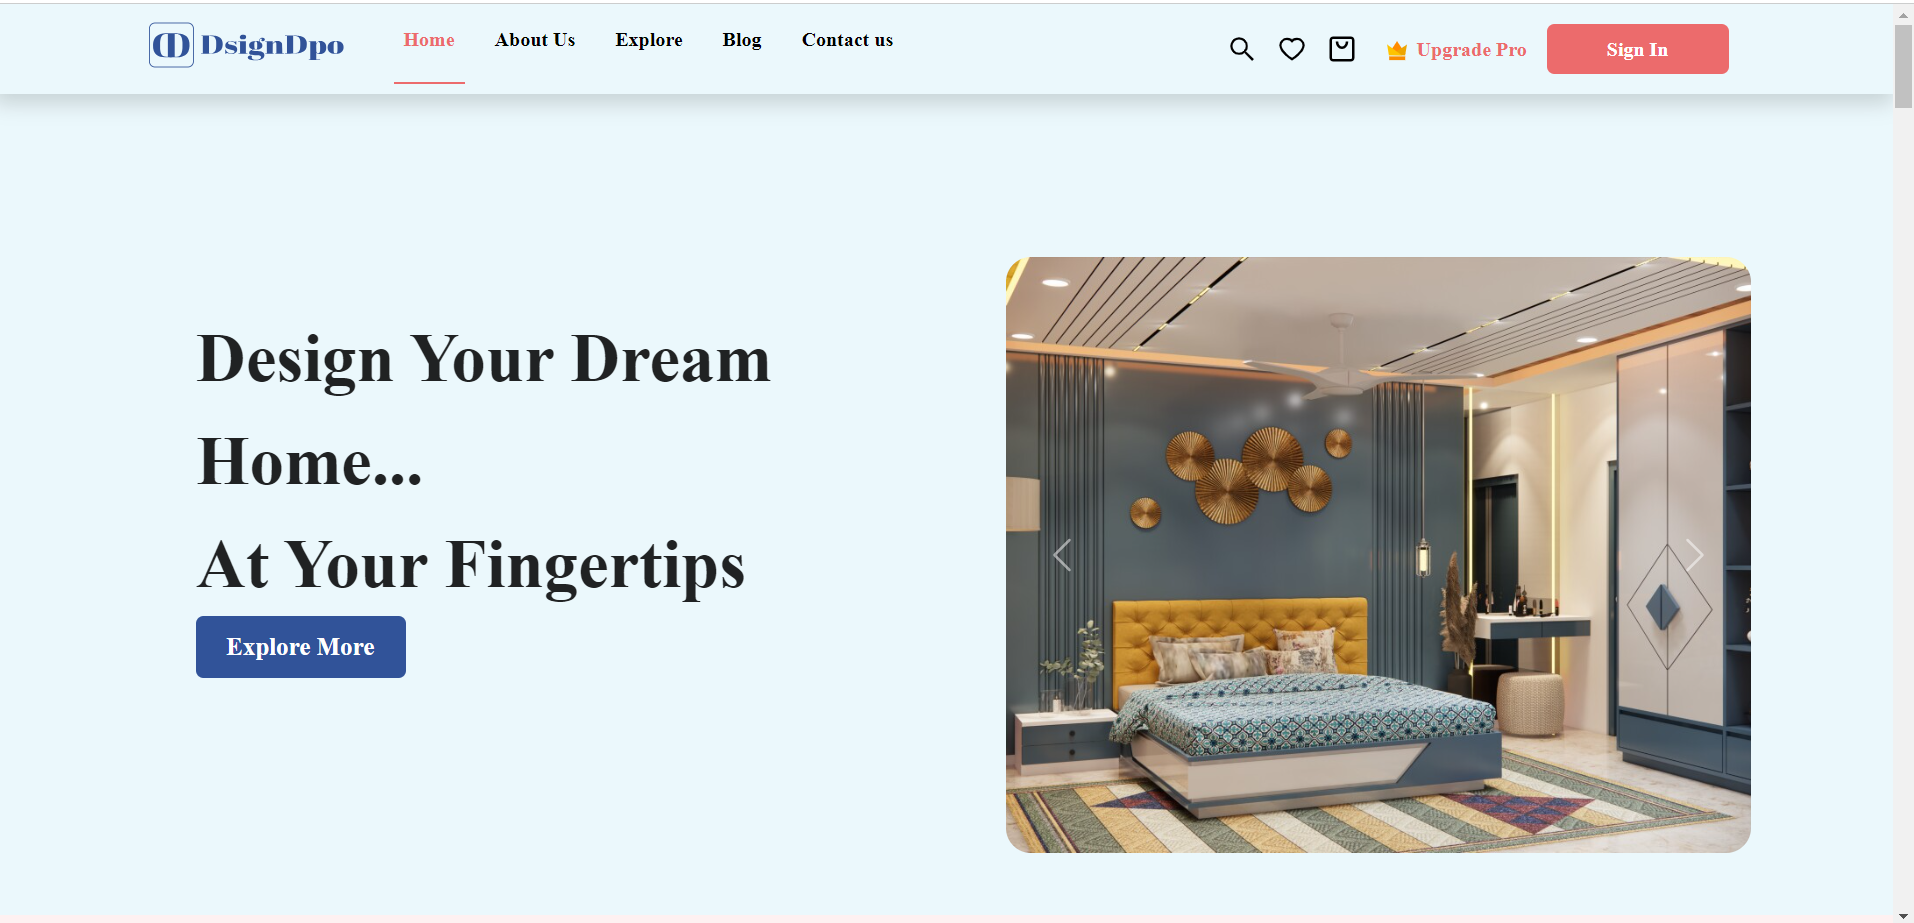 DsignDpo
Home
About Us
Explore
Blog
Contact us
Upgrade Pro
Sign In
Design Your Dream
Home...
At Your Fingertips
Explore More